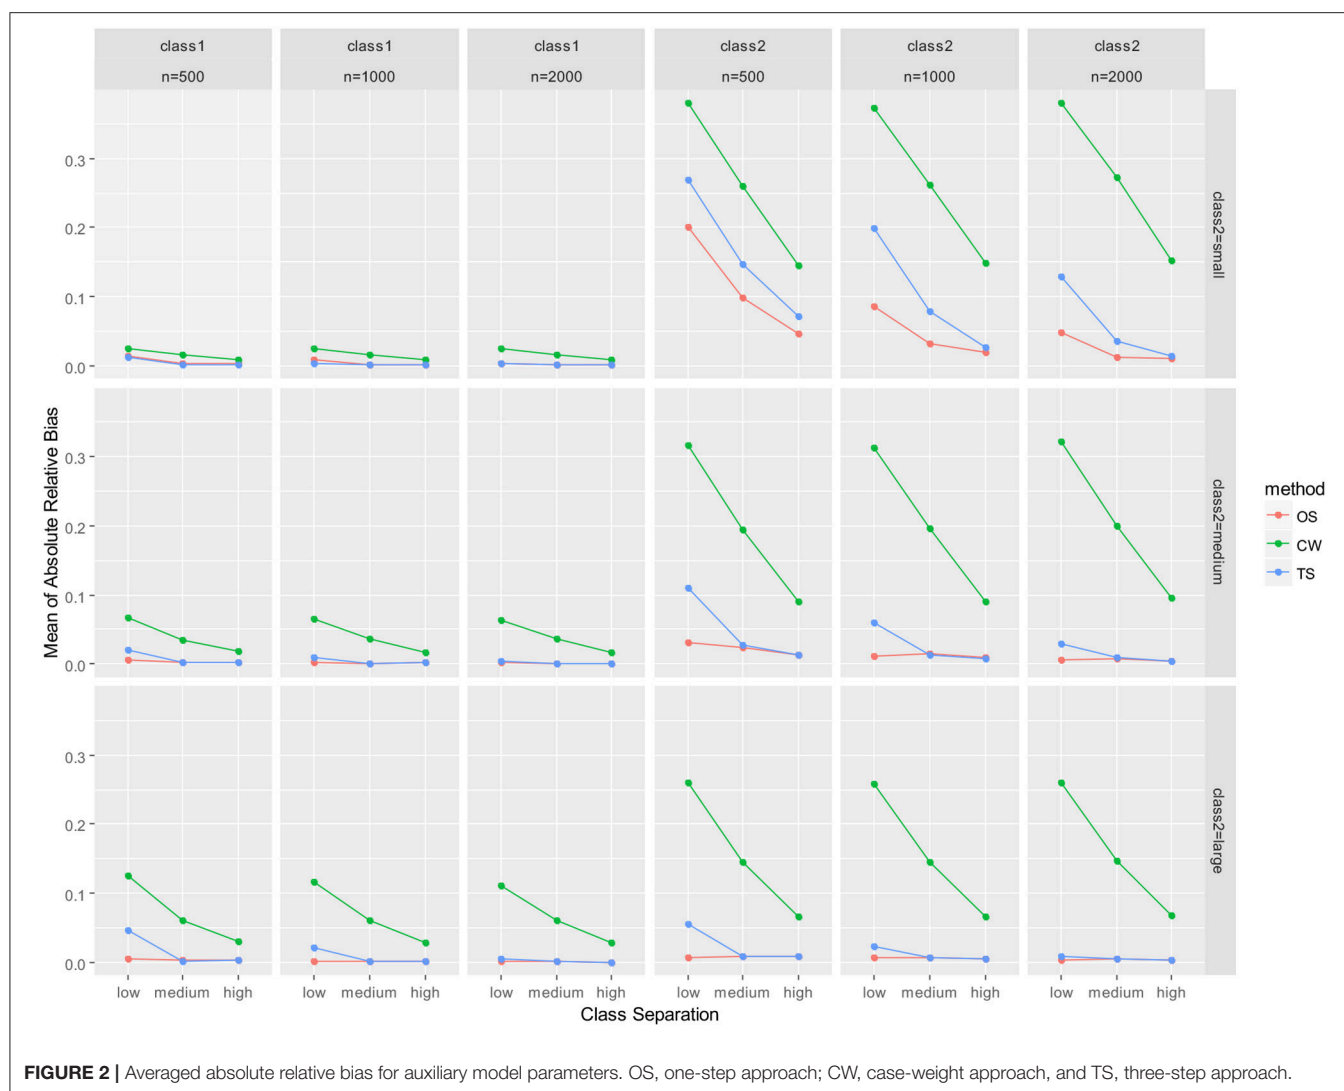 class1 class1 class1 class2 class2 class2
n=500 n=1000 n=2000 n=500 n=1000 n=2000
0.3
0.2
0.1
0.0
class2=small
0.3
0.2
0.1
0.0
class2=medium
0.3
0.2
0.1
0.0
class2=large
Mean of Absolute Relative Bias
low medium high low medium high low medium high low medium high low medium high low medium high
Class Separation
method
OS
CW
TS
FIGURE 2 | Averaged absolute relative bias for auxiliary model parameters. OS, one-step approach; CW, case-weight approach, and TS, three-step approach.